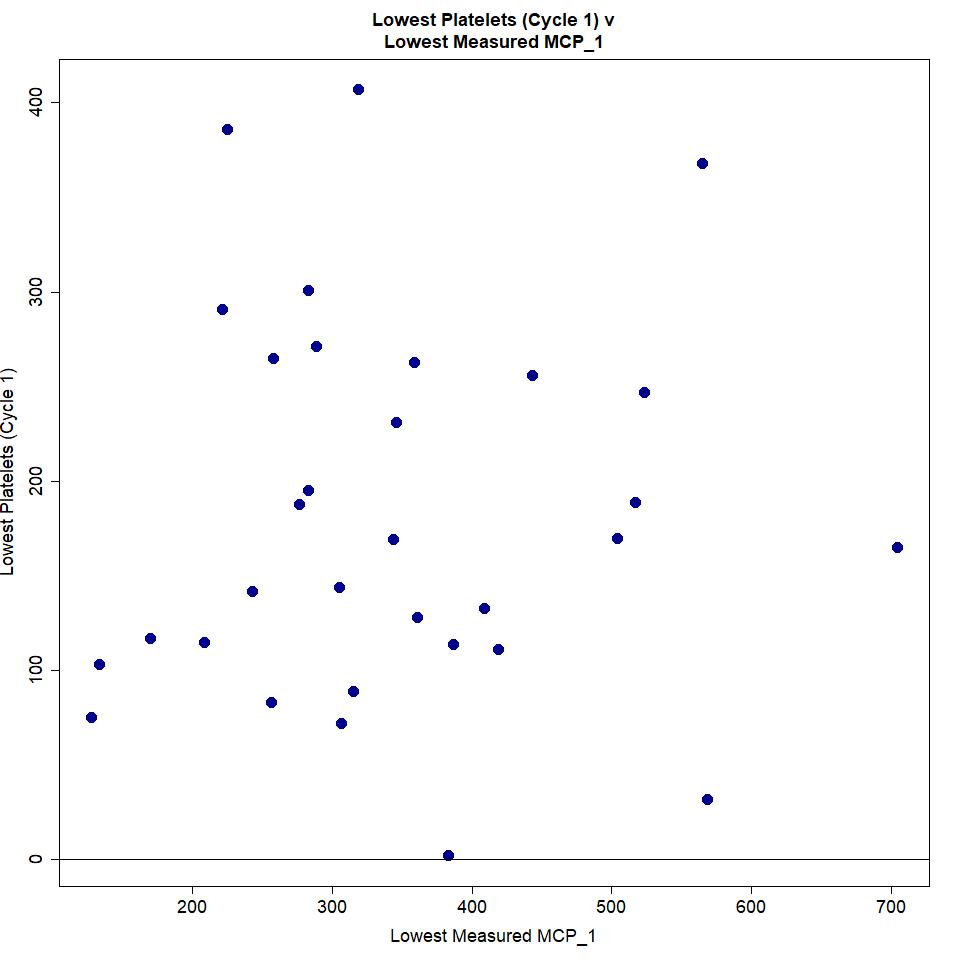 Lowest Platelets (Cycle 1) v
Lowest Measured MCP_1
Lowest Platelets (Cycle 1)
400
300
200
100
0
200 300 400 500 600 700
Lowest Measured MCP_1